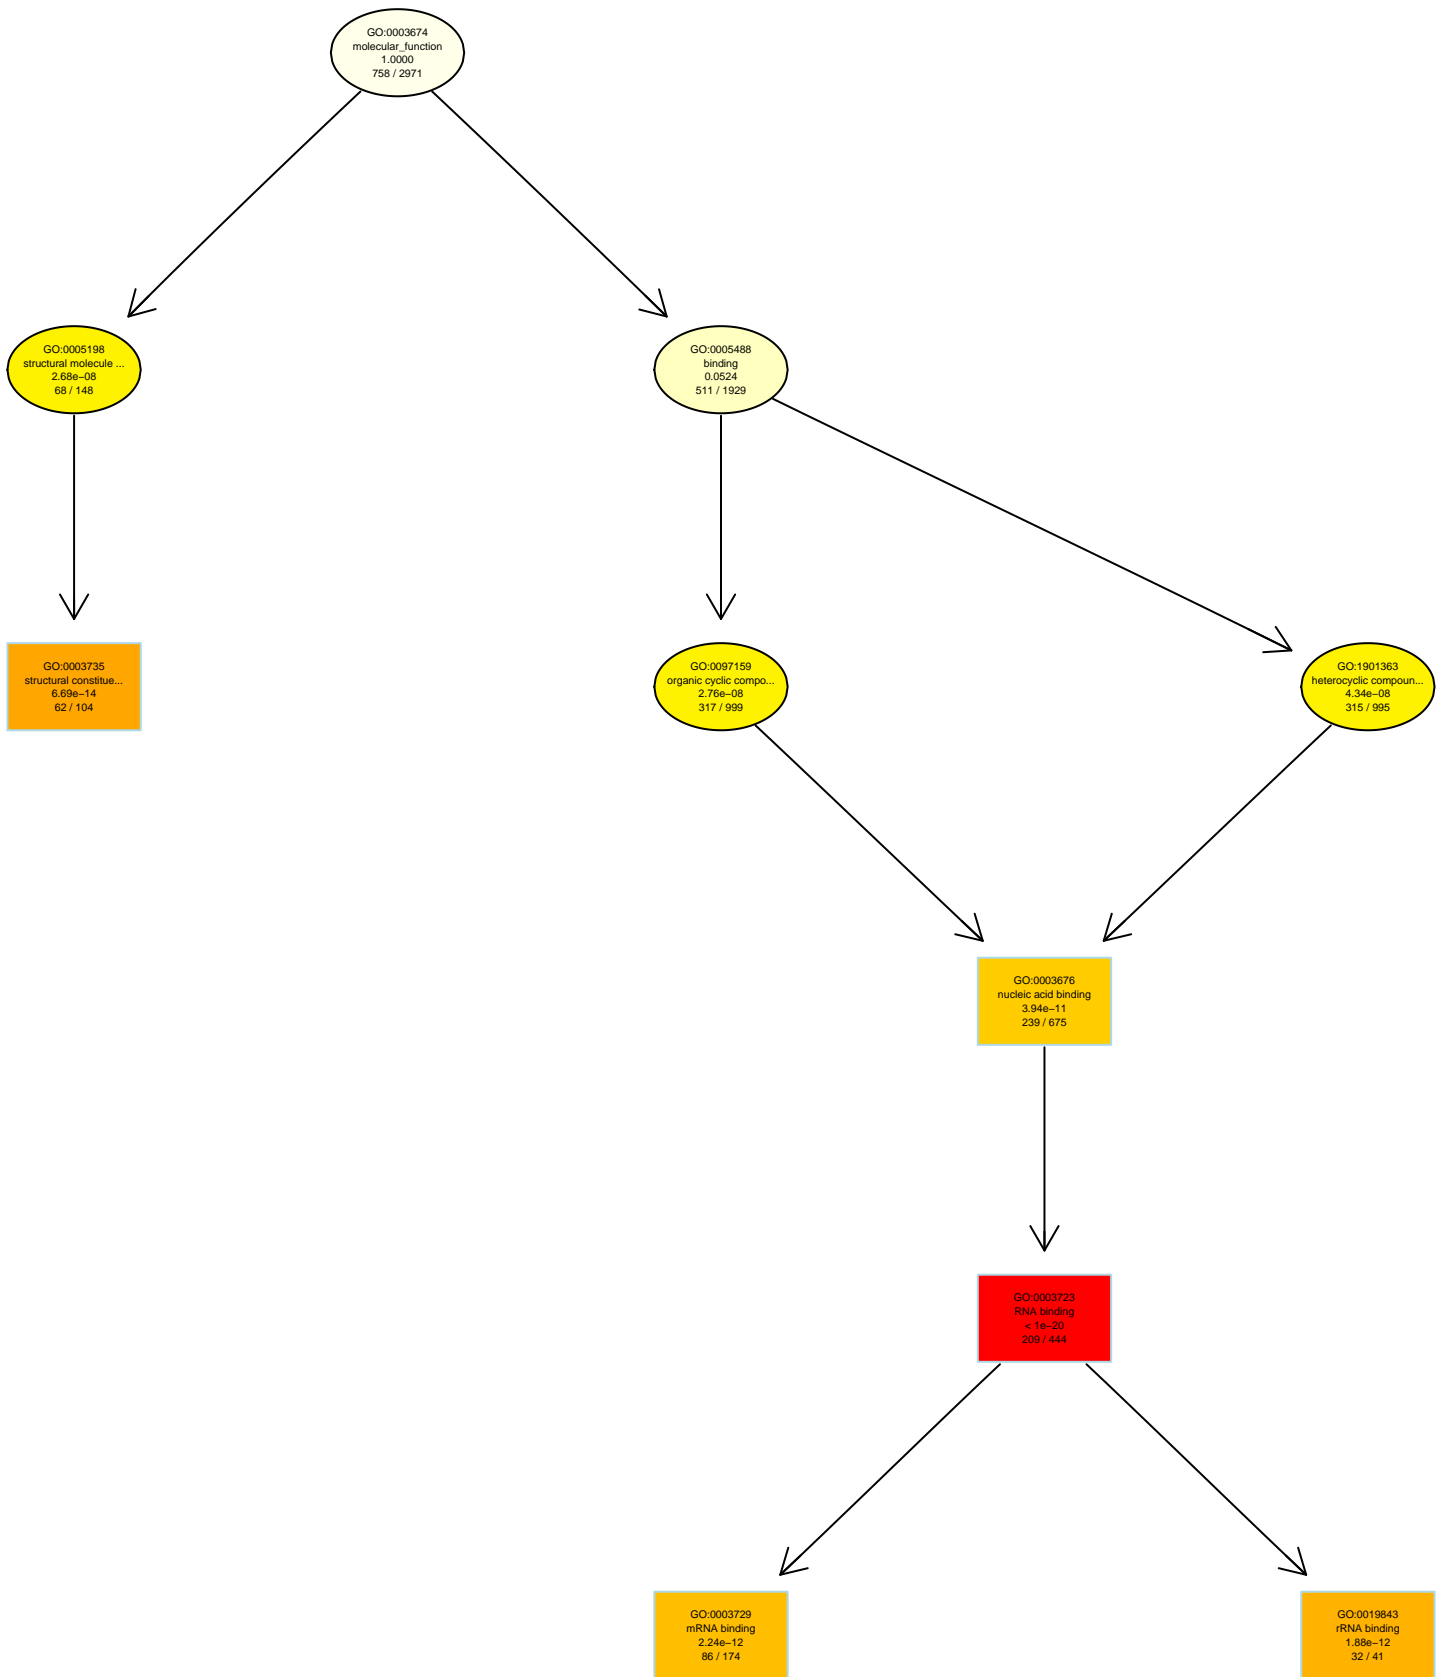 GO:0003674
molecular_function
1.0000
758 / 2971
GO:0005198
structural molecule ...
2.68e−08
68 / 148
GO:0005488
binding
0.0524
511 / 1929
GO:0003735
structural constitue...
6.69e−14
62 / 104
GO:0097159
organic cyclic compo...
2.76e−08
317 / 999
GO:1901363
heterocyclic compoun...
4.34e−08
315 / 995
GO:0003676
nucleic acid binding
3.94e−11
239 / 675
GO:0003723
RNA binding
< 1e−20
209 / 444
GO:0003729
mRNA binding
2.24e−12
86 / 174
GO:0019843
rRNA binding
1.88e−12
32 / 41